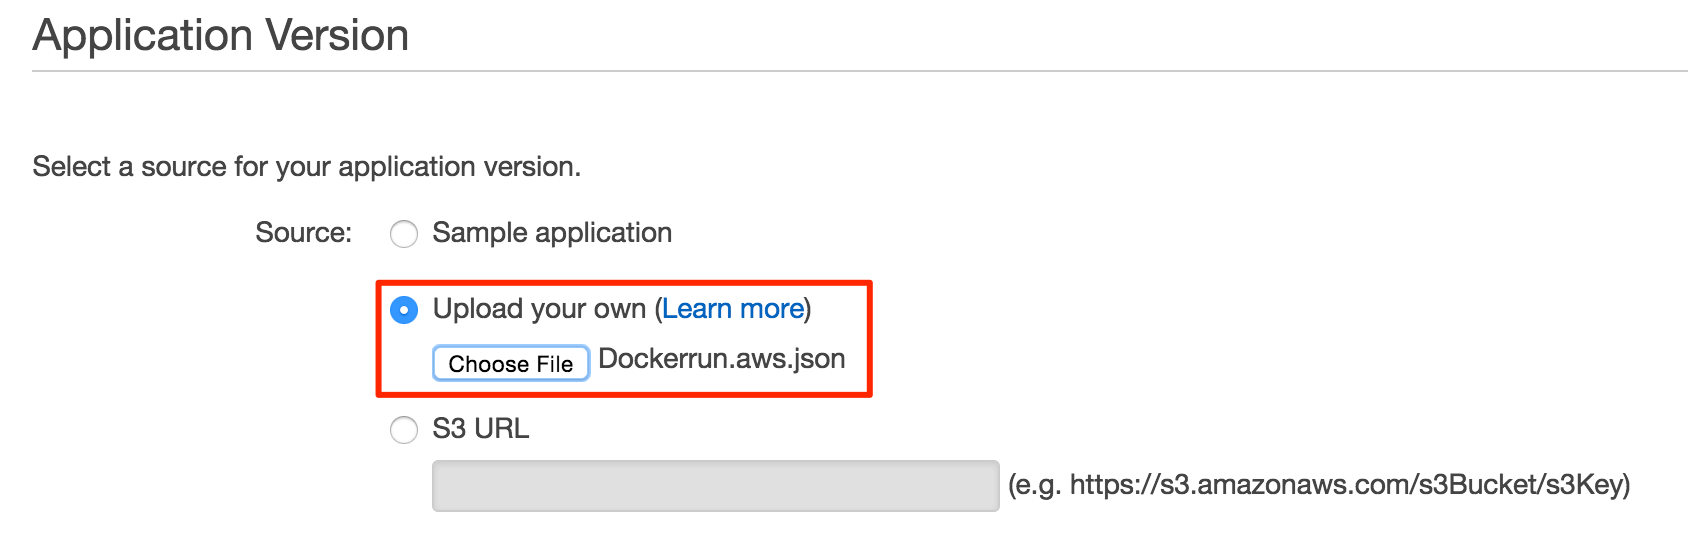 Application Version
Select a source for your application version.
Source: Sample application
Upload your own (Learn more)
Choose File Dockerrun.aws.json
S3 URL
(e.g. https://s3.amazonaws.com/s3Bucket/s3Key)